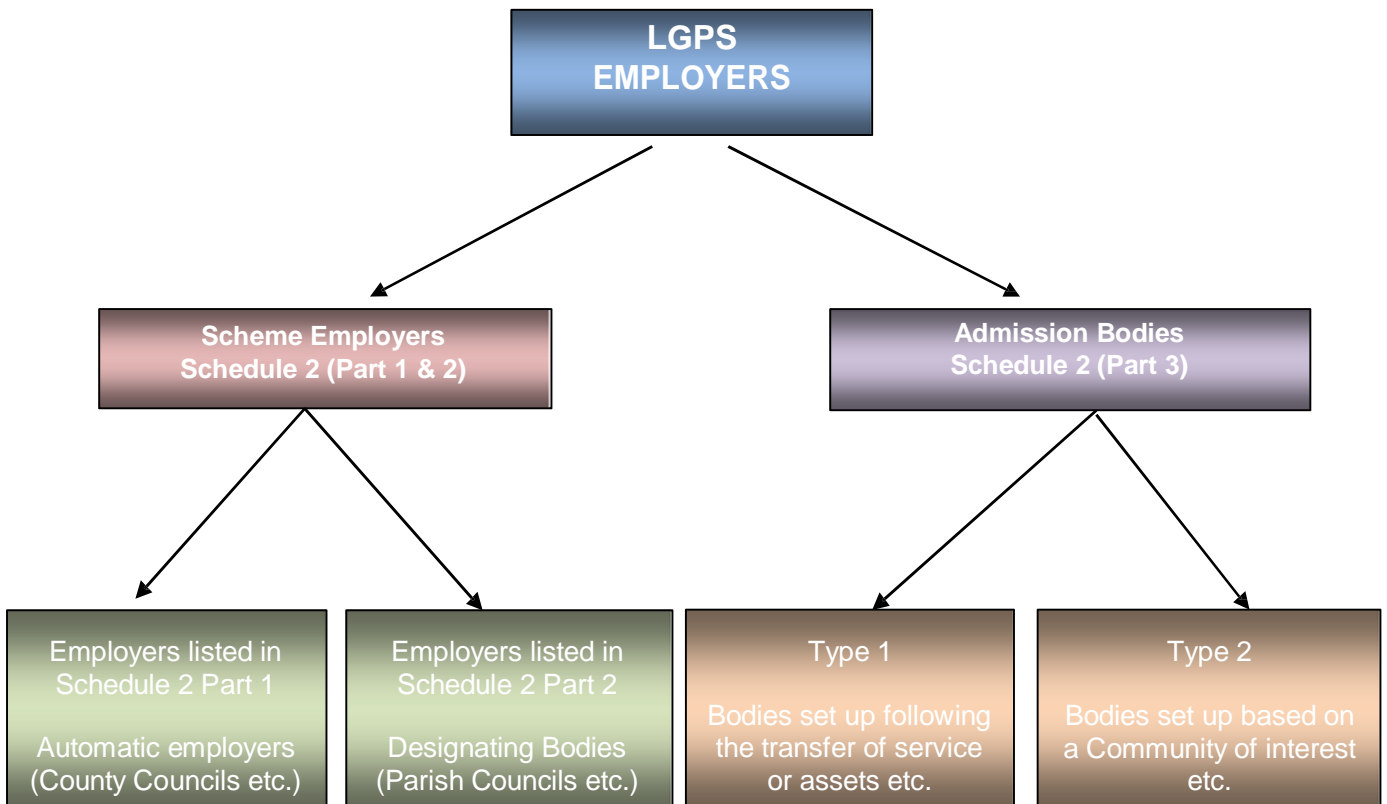 LGPS
EMPLOYERS
Scheme Employers
Schedule 2 (Part 1 & 2)
Admission Bodies
Schedule 2 (Part 3)
Employers listed in
Schedule 2 Part 1
Automatic employers
(County Councils etc.)
Employers listed in
Schedule 2 Part 2
Designating Bodies
(Parish Councils etc.)
Type 1
Bodies set up following
the transfer of service
or assets etc.
Type 2
Bodies set up based on
a Community of interest
etc.